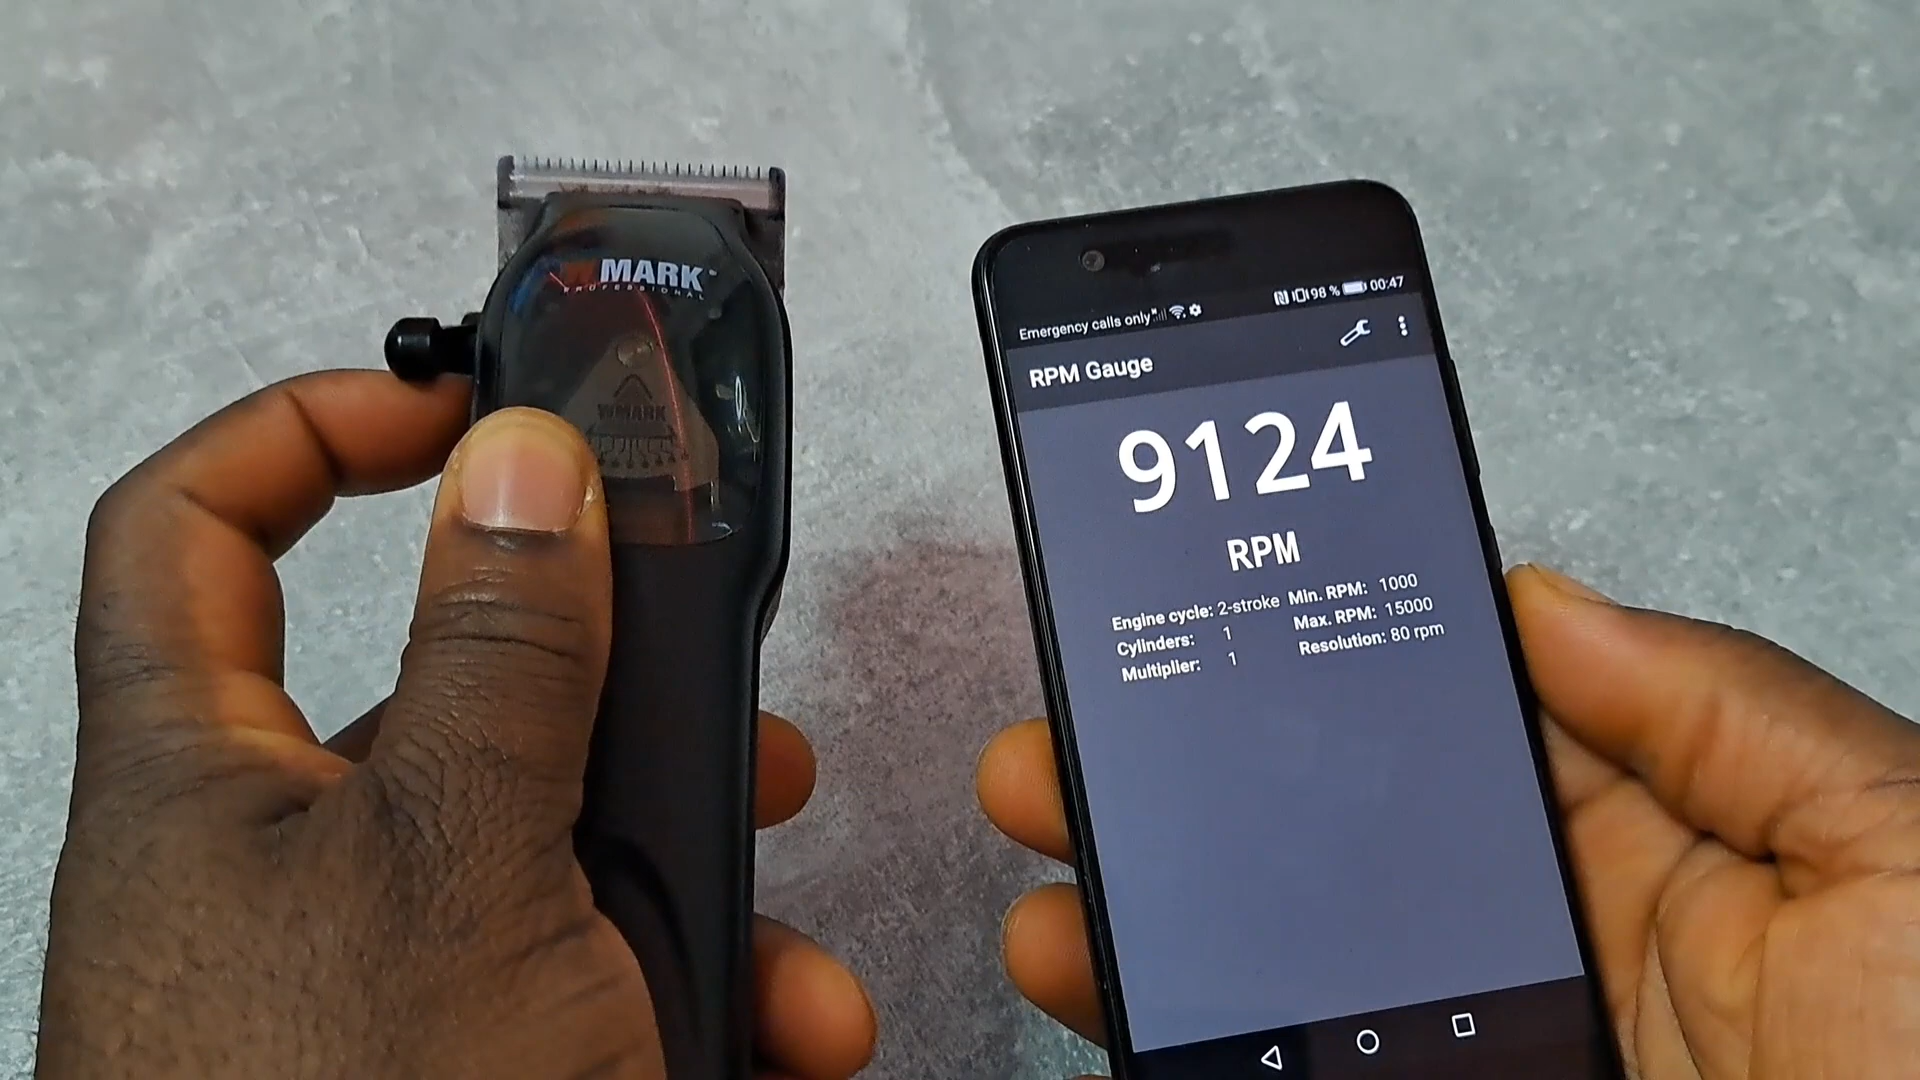 WMARK
PROFESSIONAL
WMARK
Emergency calls only
98 %
00:47
RPM Gauge
9124
RPM
Engine cycle: 2-stroke Min. RPM: 1000
Cylinders: 1 Max. RPM: 15000
Multiplier: 1 Resolution: 80 rpm